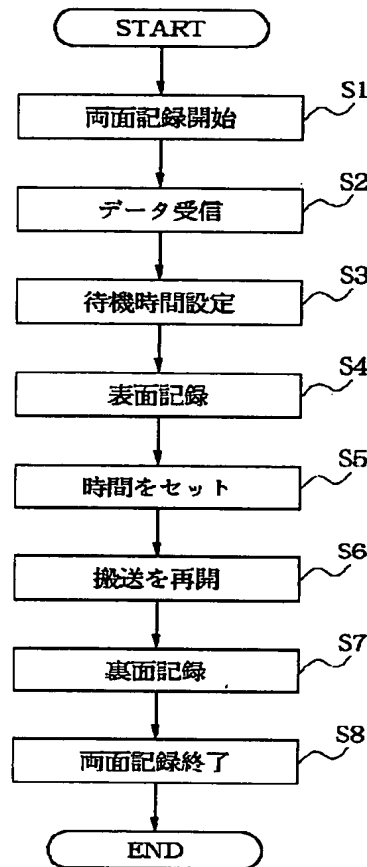 START
両面記録開始
S1
データ受信
S2
待機時間設定
S3
表面記録
S4
時間をセット
S5
搬送を再開
S6
裏面記録
S7
両面記録終了
S8
END